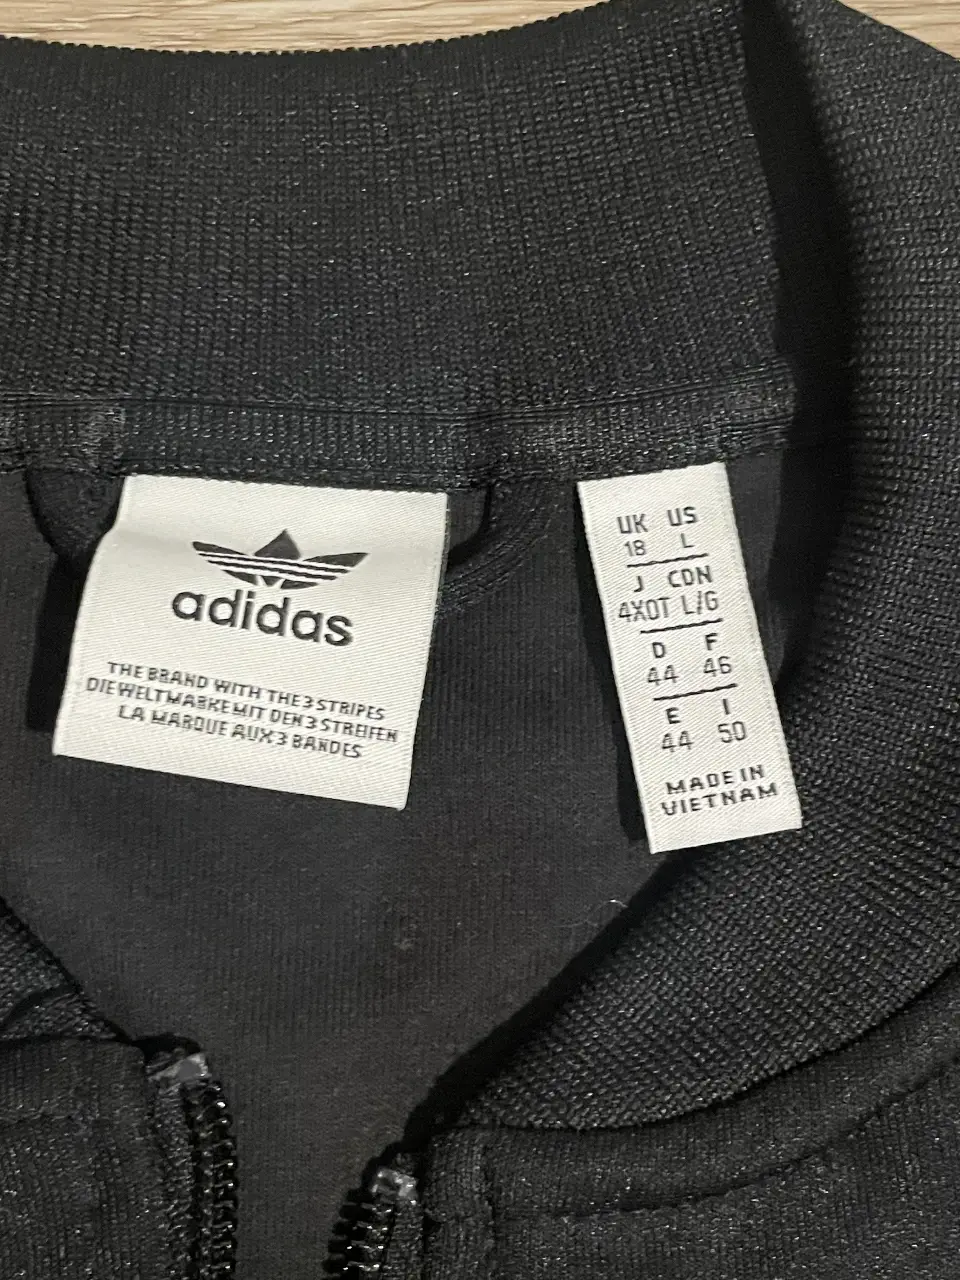 adidas
THE BRAND WITH THE 3 STRIPES
DIE WELTMARKE MIT DEN 3 STREIFEN
LA MARQUE AUX 3 BANDES
UK US
18 L
J CDN
4XOT L/G
D F
44 46
E I
44 50
MADE IN
VIETNAM